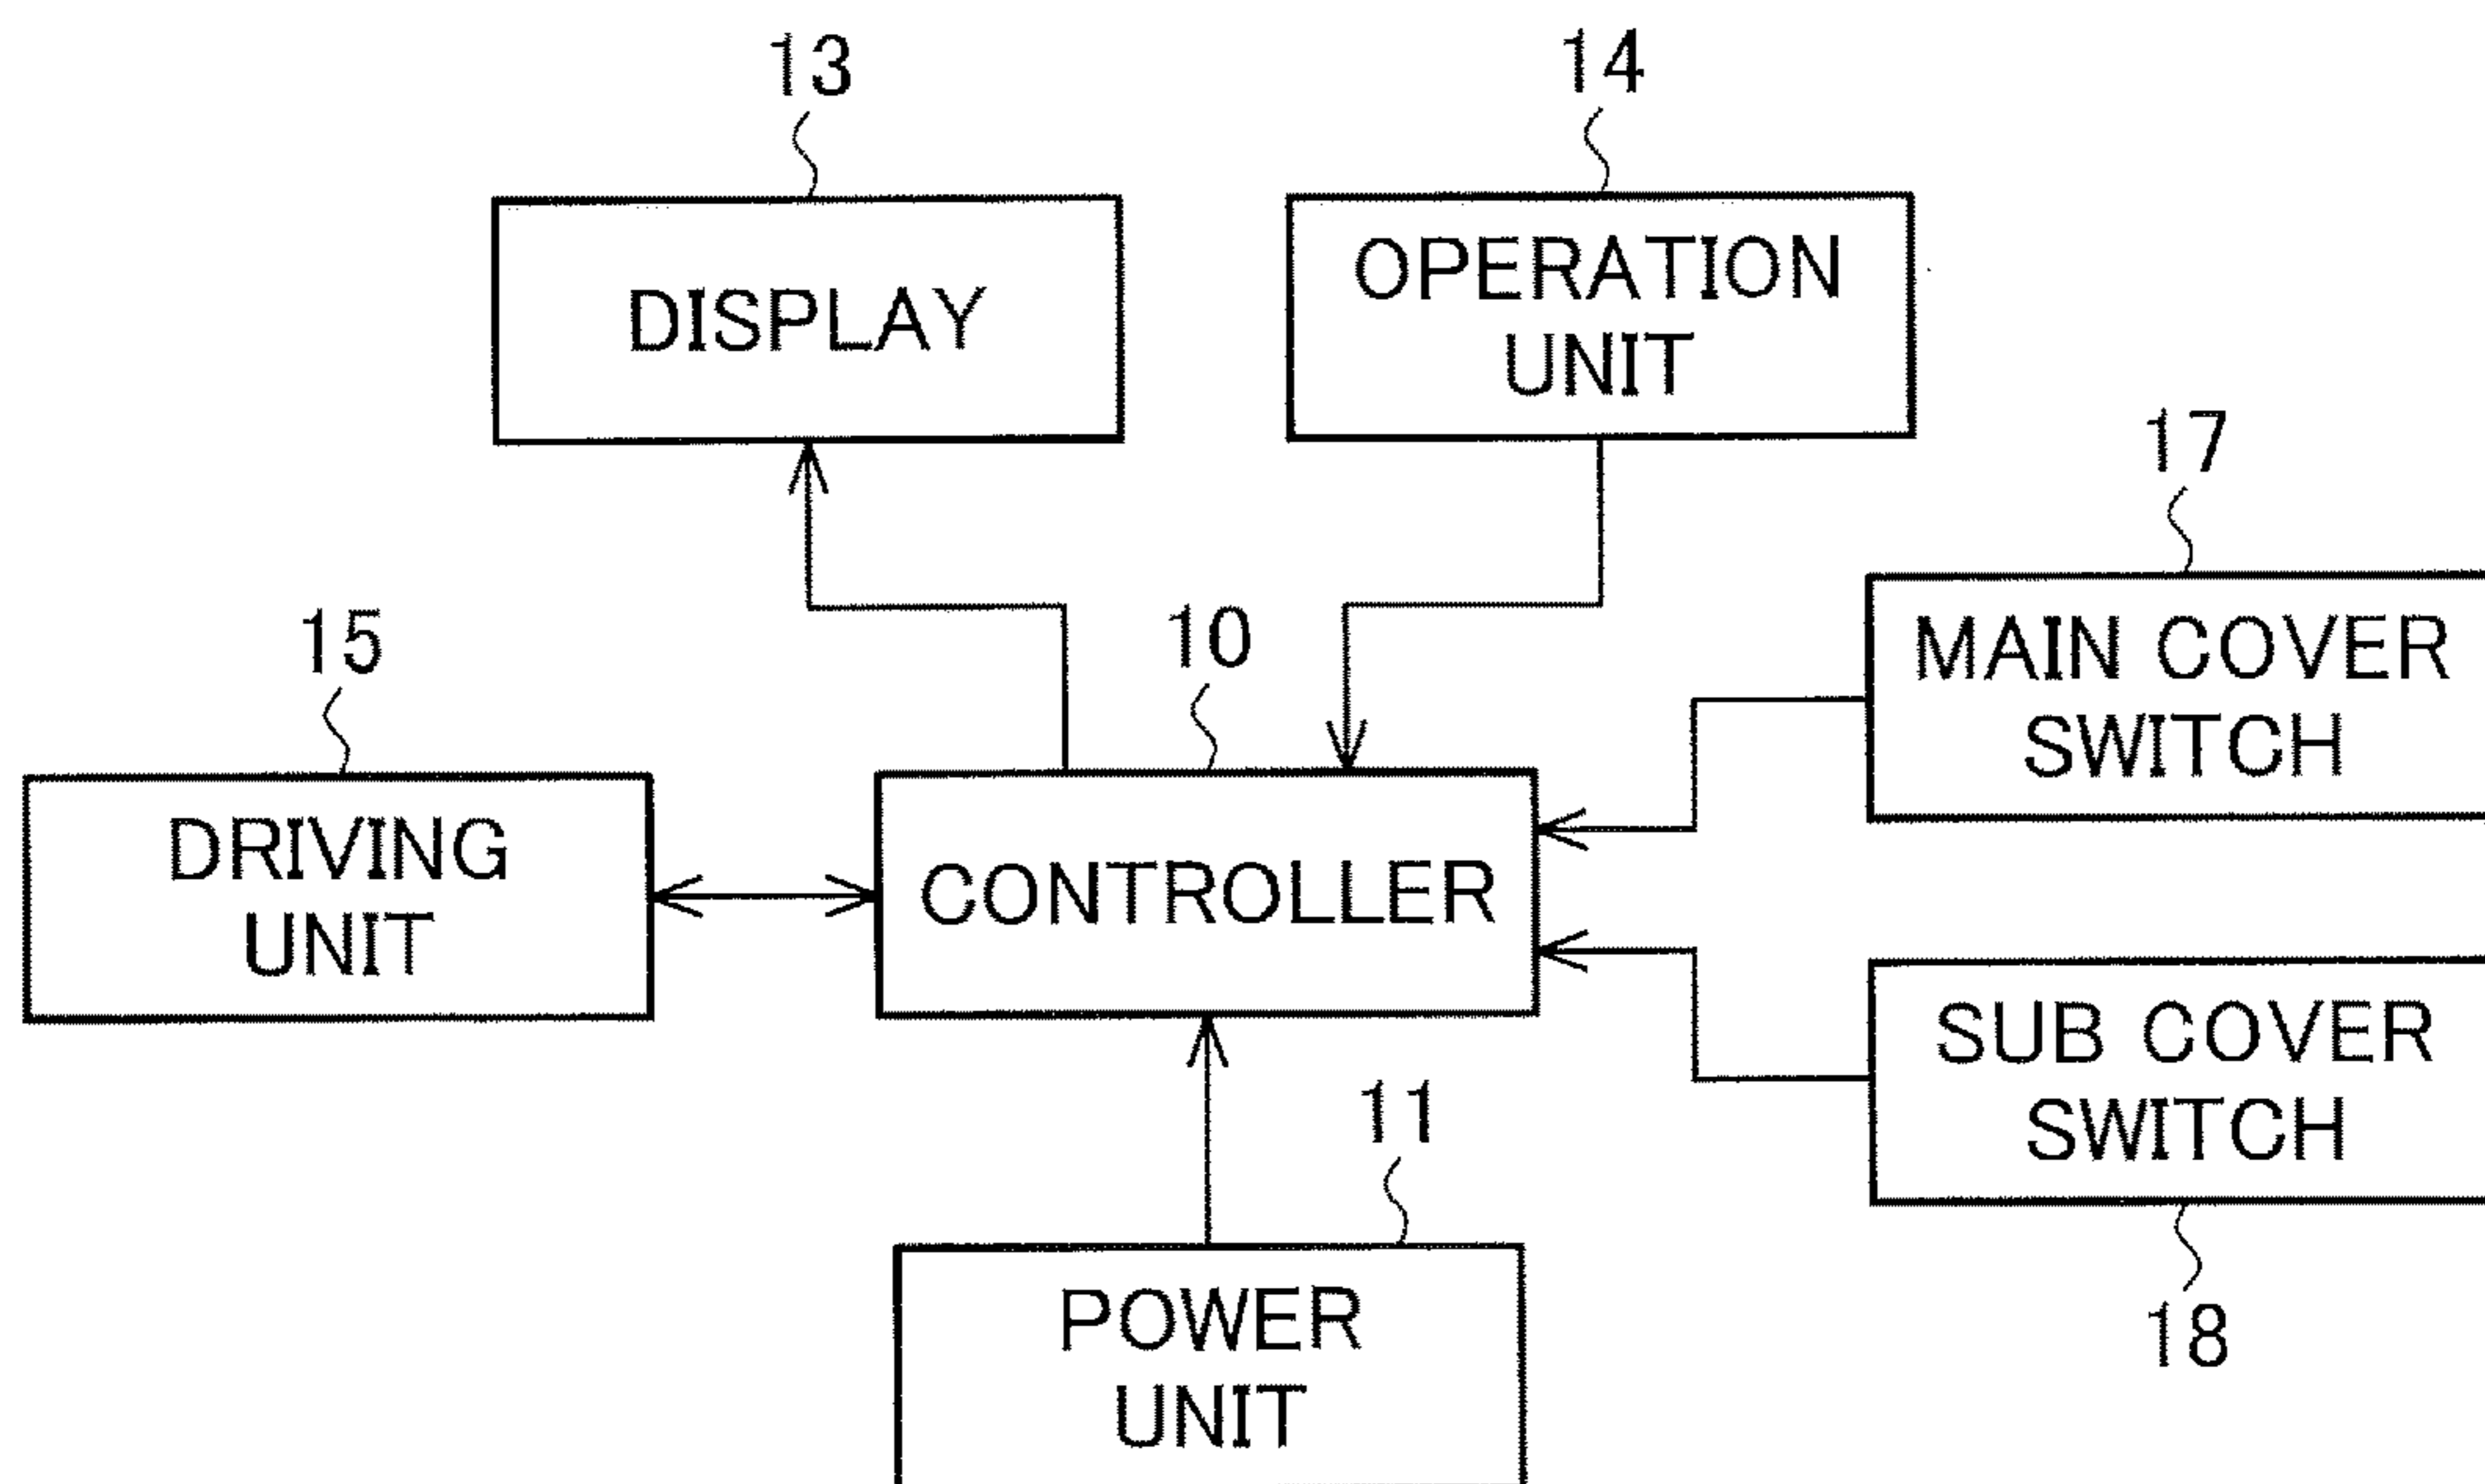 13
14
DISPLAY
OPERATION
UNIT
17
MAIN COVER
SWITCH
15
10
DRIVING
UNIT
CONTROLLER
SUB COVER
SWITCH
18
11
POWER
UNIT